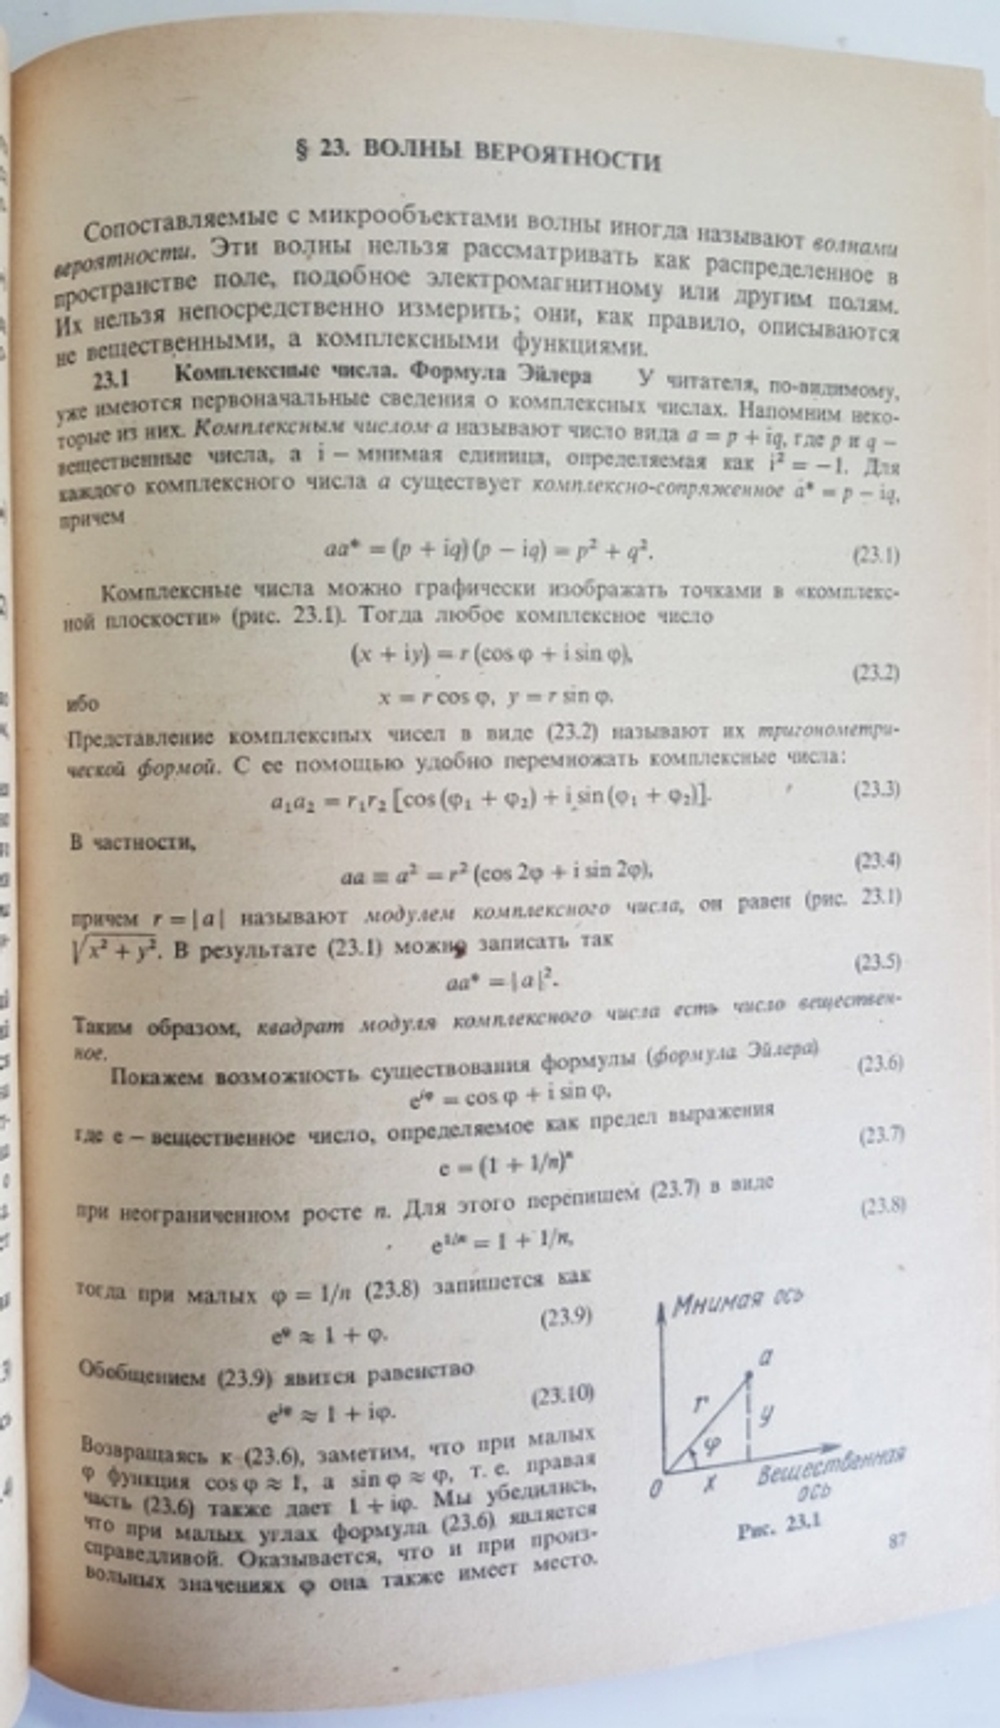 § 23. ВОЛНЫ ВЕРОЯТНОСТИ
Сопоставляемые с микрообъектами волны иногда называют волнами
вероятности. Эти волны нельзя рассматривать как распределенное в
пространстве поле, подобное электромагнитному или другим полям.
Их нельзя непосредственно измерить; они, как правило, описываются
не вещественными, а комплексными функциями.
23.1 Комплексные числа. Формула Эйлера У читателя, по-видимому,
уже имеются первоначальные сведения о комплексных числах. Напомним неко-
торые из них. Комплексным числом a называют число вида a = p + iq, где p и q –
вещественные числа, а i – мнимая единица, определяемая как i² = –1. Для
каждого комплексного числа a существует комплексно-сопряженное a* = p – iq,
причем
aa* = (p + iq)(p – iq) = p² + q². (23.1)
Комплексные числа можно графически изображать точками в «комплекс-
ной плоскости» (рис. 23.1). Тогда любое комплексное число
(x + iy) = r (cos φ + i sin φ),
(23.2)
ибо x = r cos φ, y = r sin φ.
Представление комплексных чисел в виде (23.2) называют их тригонометри-
ческой формой. С ее помощью удобно перемножать комплексные числа:
a₁a₂ = r₁r₂ [cos (φ₁ + φ₂) + i sin (φ₁ + φ₂)]. (23.3)
В частности,
aa ≡ a² = r² (cos 2φ + i sin 2φ), (23.4)
причем r = |a| называют модулем комплексного числа, он равен (рис. 23.1)
√x² + y². В результате (23.1) можно записать так
aa* = |a|². (23.5)
Таким образом, квадрат модуля комплексного числа есть число веществен-
ное.
Покажем возможность существования формулы (формула Эйлера)
e^iφ = cos φ + i sin φ, (23.6)
где e – вещественное число, определяемое как предел выражения
e = (1 + 1/n)ⁿ (23.7)
при неограниченном росте n. Для этого перепишем (23.7) в виде
e^1/n = 1 + 1/n, (23.8)
тогда при малых φ = 1/n (23.8) запишется как
e^φ ≈ 1 + φ. (23.9)
Обобщением (23.9) явится равенство
e^iφ ≈ 1 + iφ. (23.10)
Возвращаясь к (23.6), заметим, что при малых
φ функция cos φ ≈ 1, а sin φ ≈ φ, т. е. правая
часть (23.6) также дает 1 + iφ. Мы убедились,
что при малых углах формула (23.6) является
справедливой. Оказывается, что и при произ-
вольных значениях φ она также имеет место.
Мнимая ось
a
r
y
φ
0
x
Вещественная
ось
Рис. 23.1
87